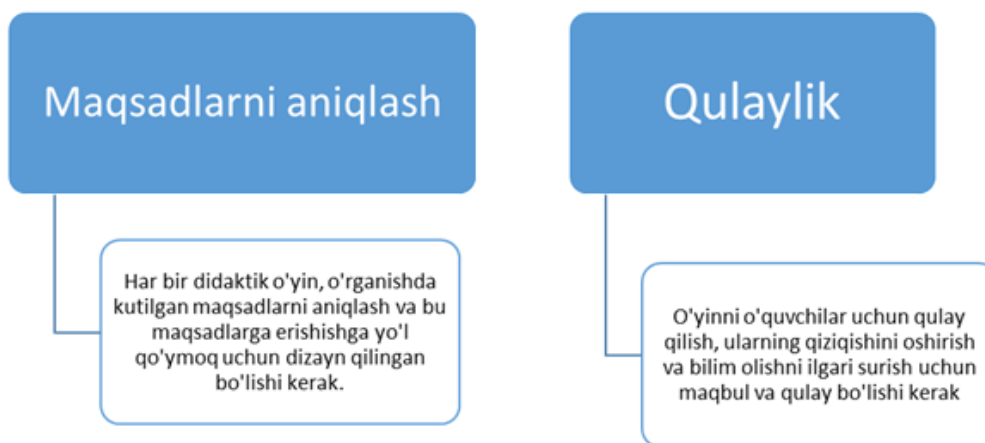 Maqsadlarni aniqlash
Har bir didaktik o'yin, o'rganishda
kutilgan maqsadlarni aniqlash va bu
maqsadlarga erishishga yo'l
qo'ymoq uchun dizayn qilingan
bo'lishi kerak.
Qulaylik
O'yinni o'quvchilar uchun qulay
qilish, ularning qiziqishini oshirish
va bilim olishni ilgari surish uchun
maqbul va qulay bo'lishi kerak